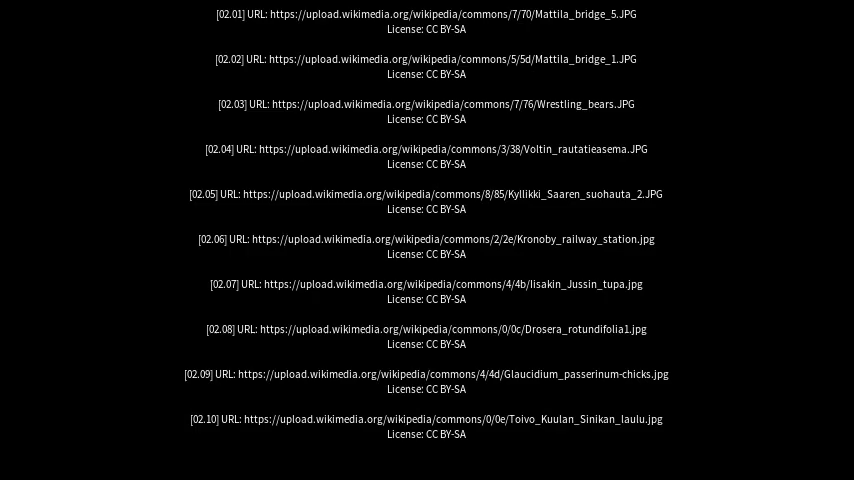 [02.01] URL: https://upload.wikimedia.org/wikipedia/commons/7/70/Mattila_bridge_5.JPG
License: CC BY-SA
[02.02] URL: https://upload.wikimedia.org/wikipedia/commons/5/5d/Mattila_bridge_1.JPG
License: CC BY-SA
[02.03] URL: https://upload.wikimedia.org/wikipedia/commons/7/76/Wrestling_bears.JPG
License: CC BY-SA
[02.04] URL: https://upload.wikimedia.org/wikipedia/commons/3/38/Voltin_rautatieasema.JPG
License: CC BY-SA
[02.05] URL: https://upload.wikimedia.org/wikipedia/commons/8/85/Kyllikki_Saaren_suohauta_2.JPG
License: CC BY-SA
[02.06] URL: https://upload.wikimedia.org/wikipedia/commons/2/2e/Kronoby_railway_station.jpg
License: CC BY-SA
[02.07] URL: https://upload.wikimedia.org/wikipedia/commons/4/4b/Iisakin_Jussin_tupa.jpg
License: CC BY-SA
[02.08] URL: https://upload.wikimedia.org/wikipedia/commons/0/0c/Drosera_rotundifolia1.jpg
License: CC BY-SA
[02.09] URL: https://upload.wikimedia.org/wikipedia/commons/4/4d/Glaucidium_passerinum-chicks.jpg
License: CC BY-SA
[02.10] URL: https://upload.wikimedia.org/wikipedia/commons/0/0e/Toivo_Kuulan_Sinikan_laulu.jpg
License: CC BY-SA